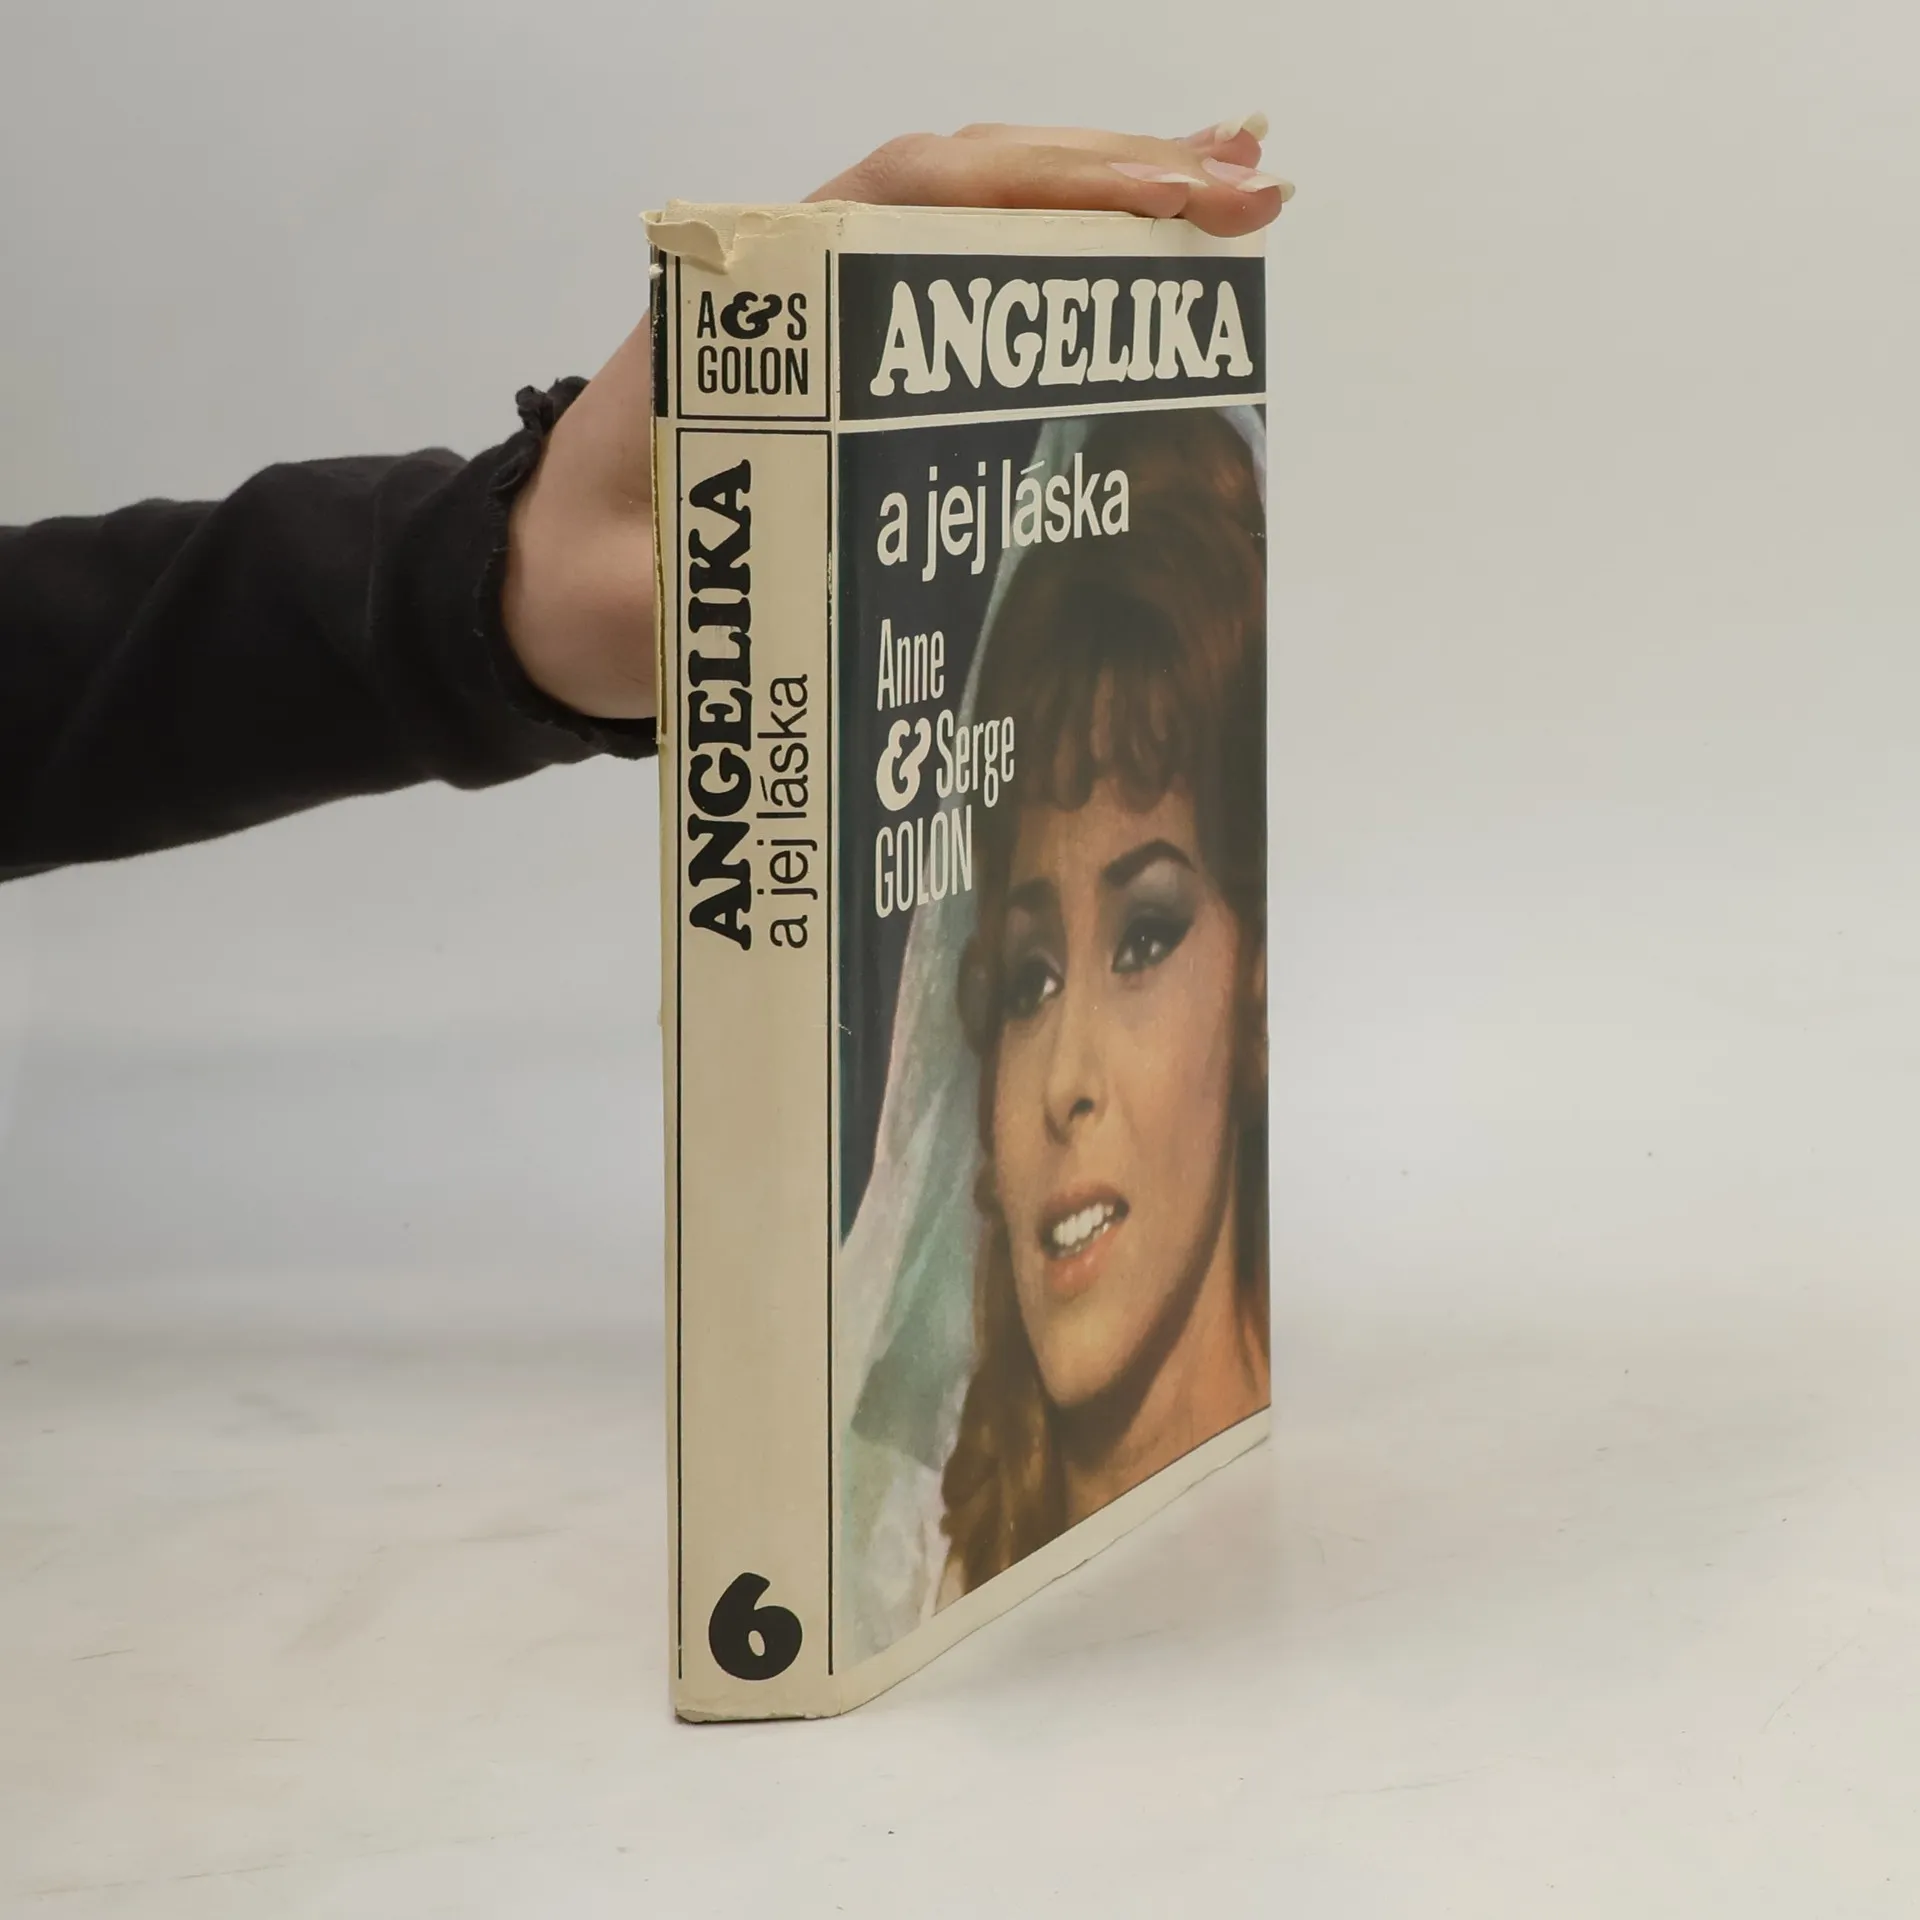 A & S
GOLON
ANGELIKA
a jej láska
6
ANGELIKA
a jej láska
Anne
& Serge
GOLON